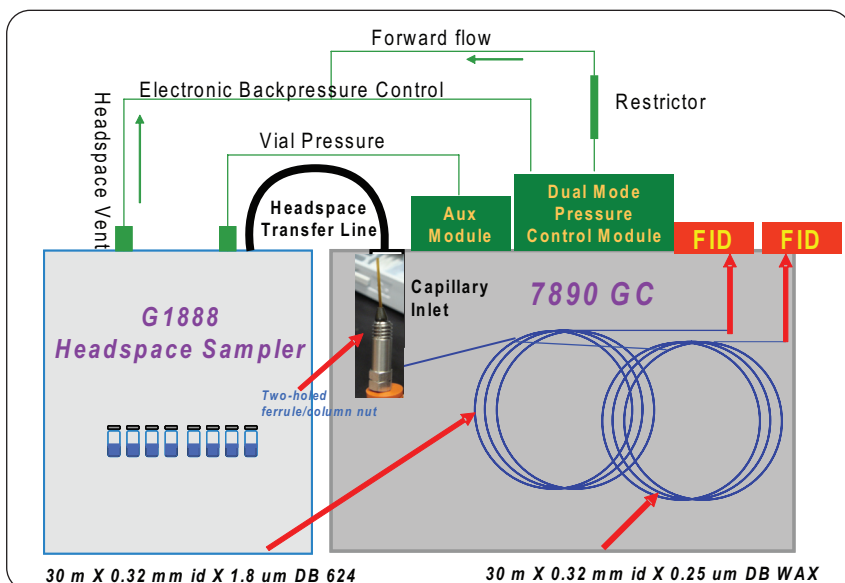 Forward flow
Electronic Backpressure Control
Restrictor
Headspace Vent
Vial Pressure
Headspace
Transfer Line
Aux
Module
Dual Mode
Pressure
Control Module
FID
FID
Capillary
Inlet
7890 GC
G1888
Headspace Sampler
Two-holed
ferrule/column nut
30 m X 0.32 mm id X 1.8 um DB 624
30 m X 0.32 mm id X 0.25 um DB WAX